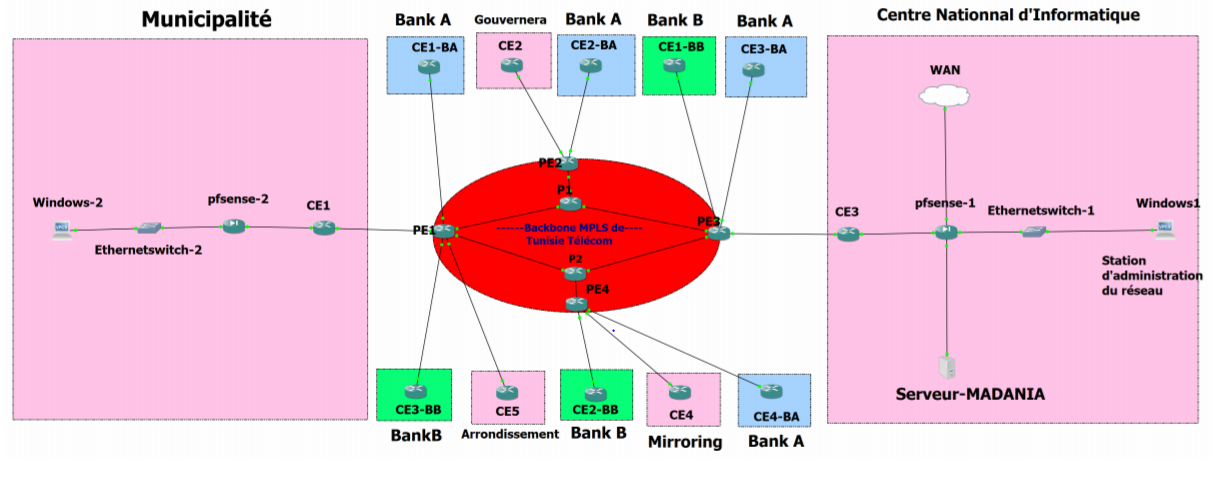 Municipalité
Bank A
Gouvernera
Bank A
Bank B
Bank A
Centre Nationnal d'Informatique
CE1-BA
CE2
CE2-BA
CE1-BB
CE3-BA
WAN
PE2
P1
Windows-2
pfsense-2
CE1
PE1
PE3
CE3
pfsense-1
Ethernetswitch-1
Windows1
Ethernetswitch-2
------Backbone MPLS de----
Tunisie Télécom
P2
PE4
Station
d'administration
du réseau
CE3-BB
CE5
CE2-BB
CE4
CE4-BA
Serveur-MADANIA
BankB
Arrondissement
Bank B
Mirroring
Bank A